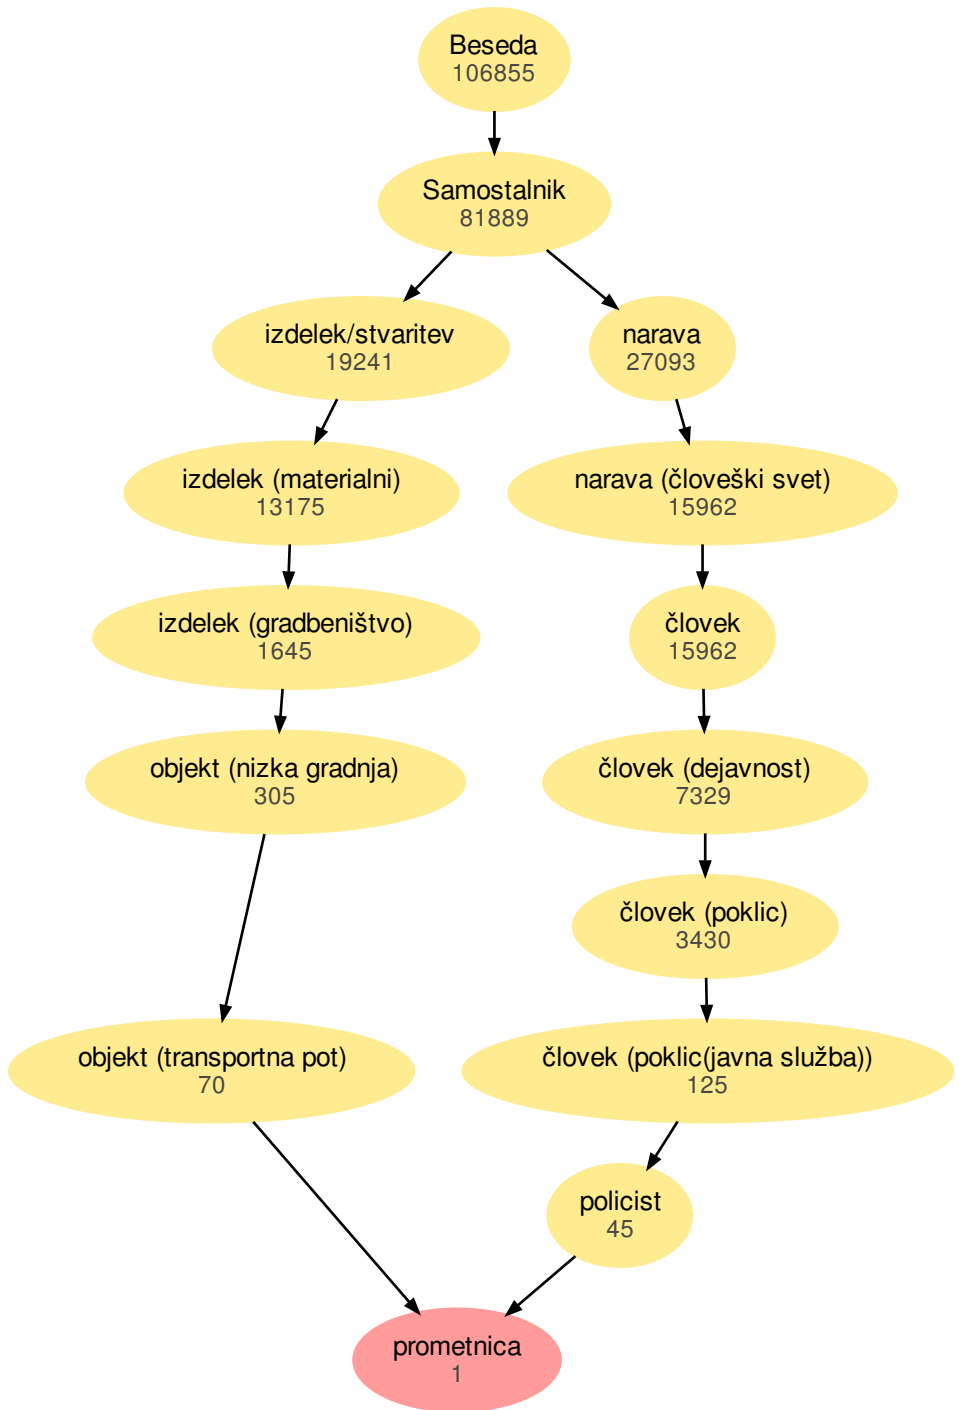 Beseda
106855
Samostalnik
81889
izdelek/stvaritev
19241
narava
27093
izdelek (materialni)
13175
narava (človeški svet)
15962
izdelek (gradbeništvo)
1645
človek
15962
objekt (nizka gradnja)
305
človek (dejavnost)
7329
človek (poklic)
3430
objekt (transportna pot)
70
človek (poklic(javna služba))
125
policist
45
prometnica
1